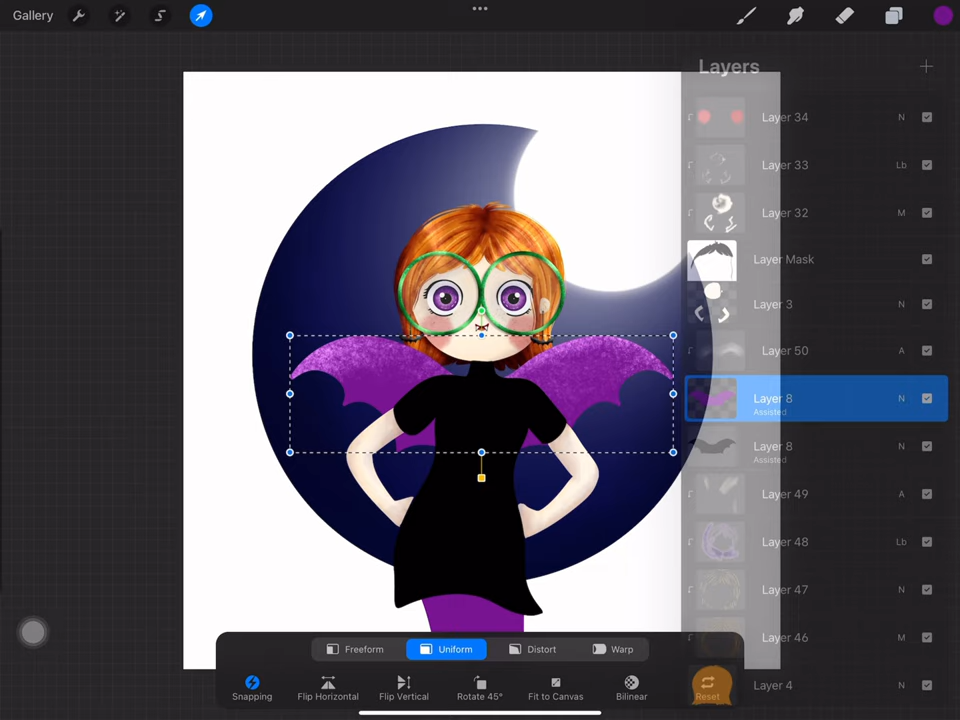 Gallery
Layers
Layer 34 N
Layer 33 Lb
Layer 32 M
Layer Mask
Layer 3 N
Layer 50 A
Layer 8 N
Assisted
Layer 8 N
Assisted
Layer 49 A
Layer 48 Lb
Layer 47 N
Layer 46 M
Layer 4 N
Freeform Uniform Distort Warp
Snapping Flip Horizontal Flip Vertical Rotate 45° Fit to Canvas Bilinear Reset